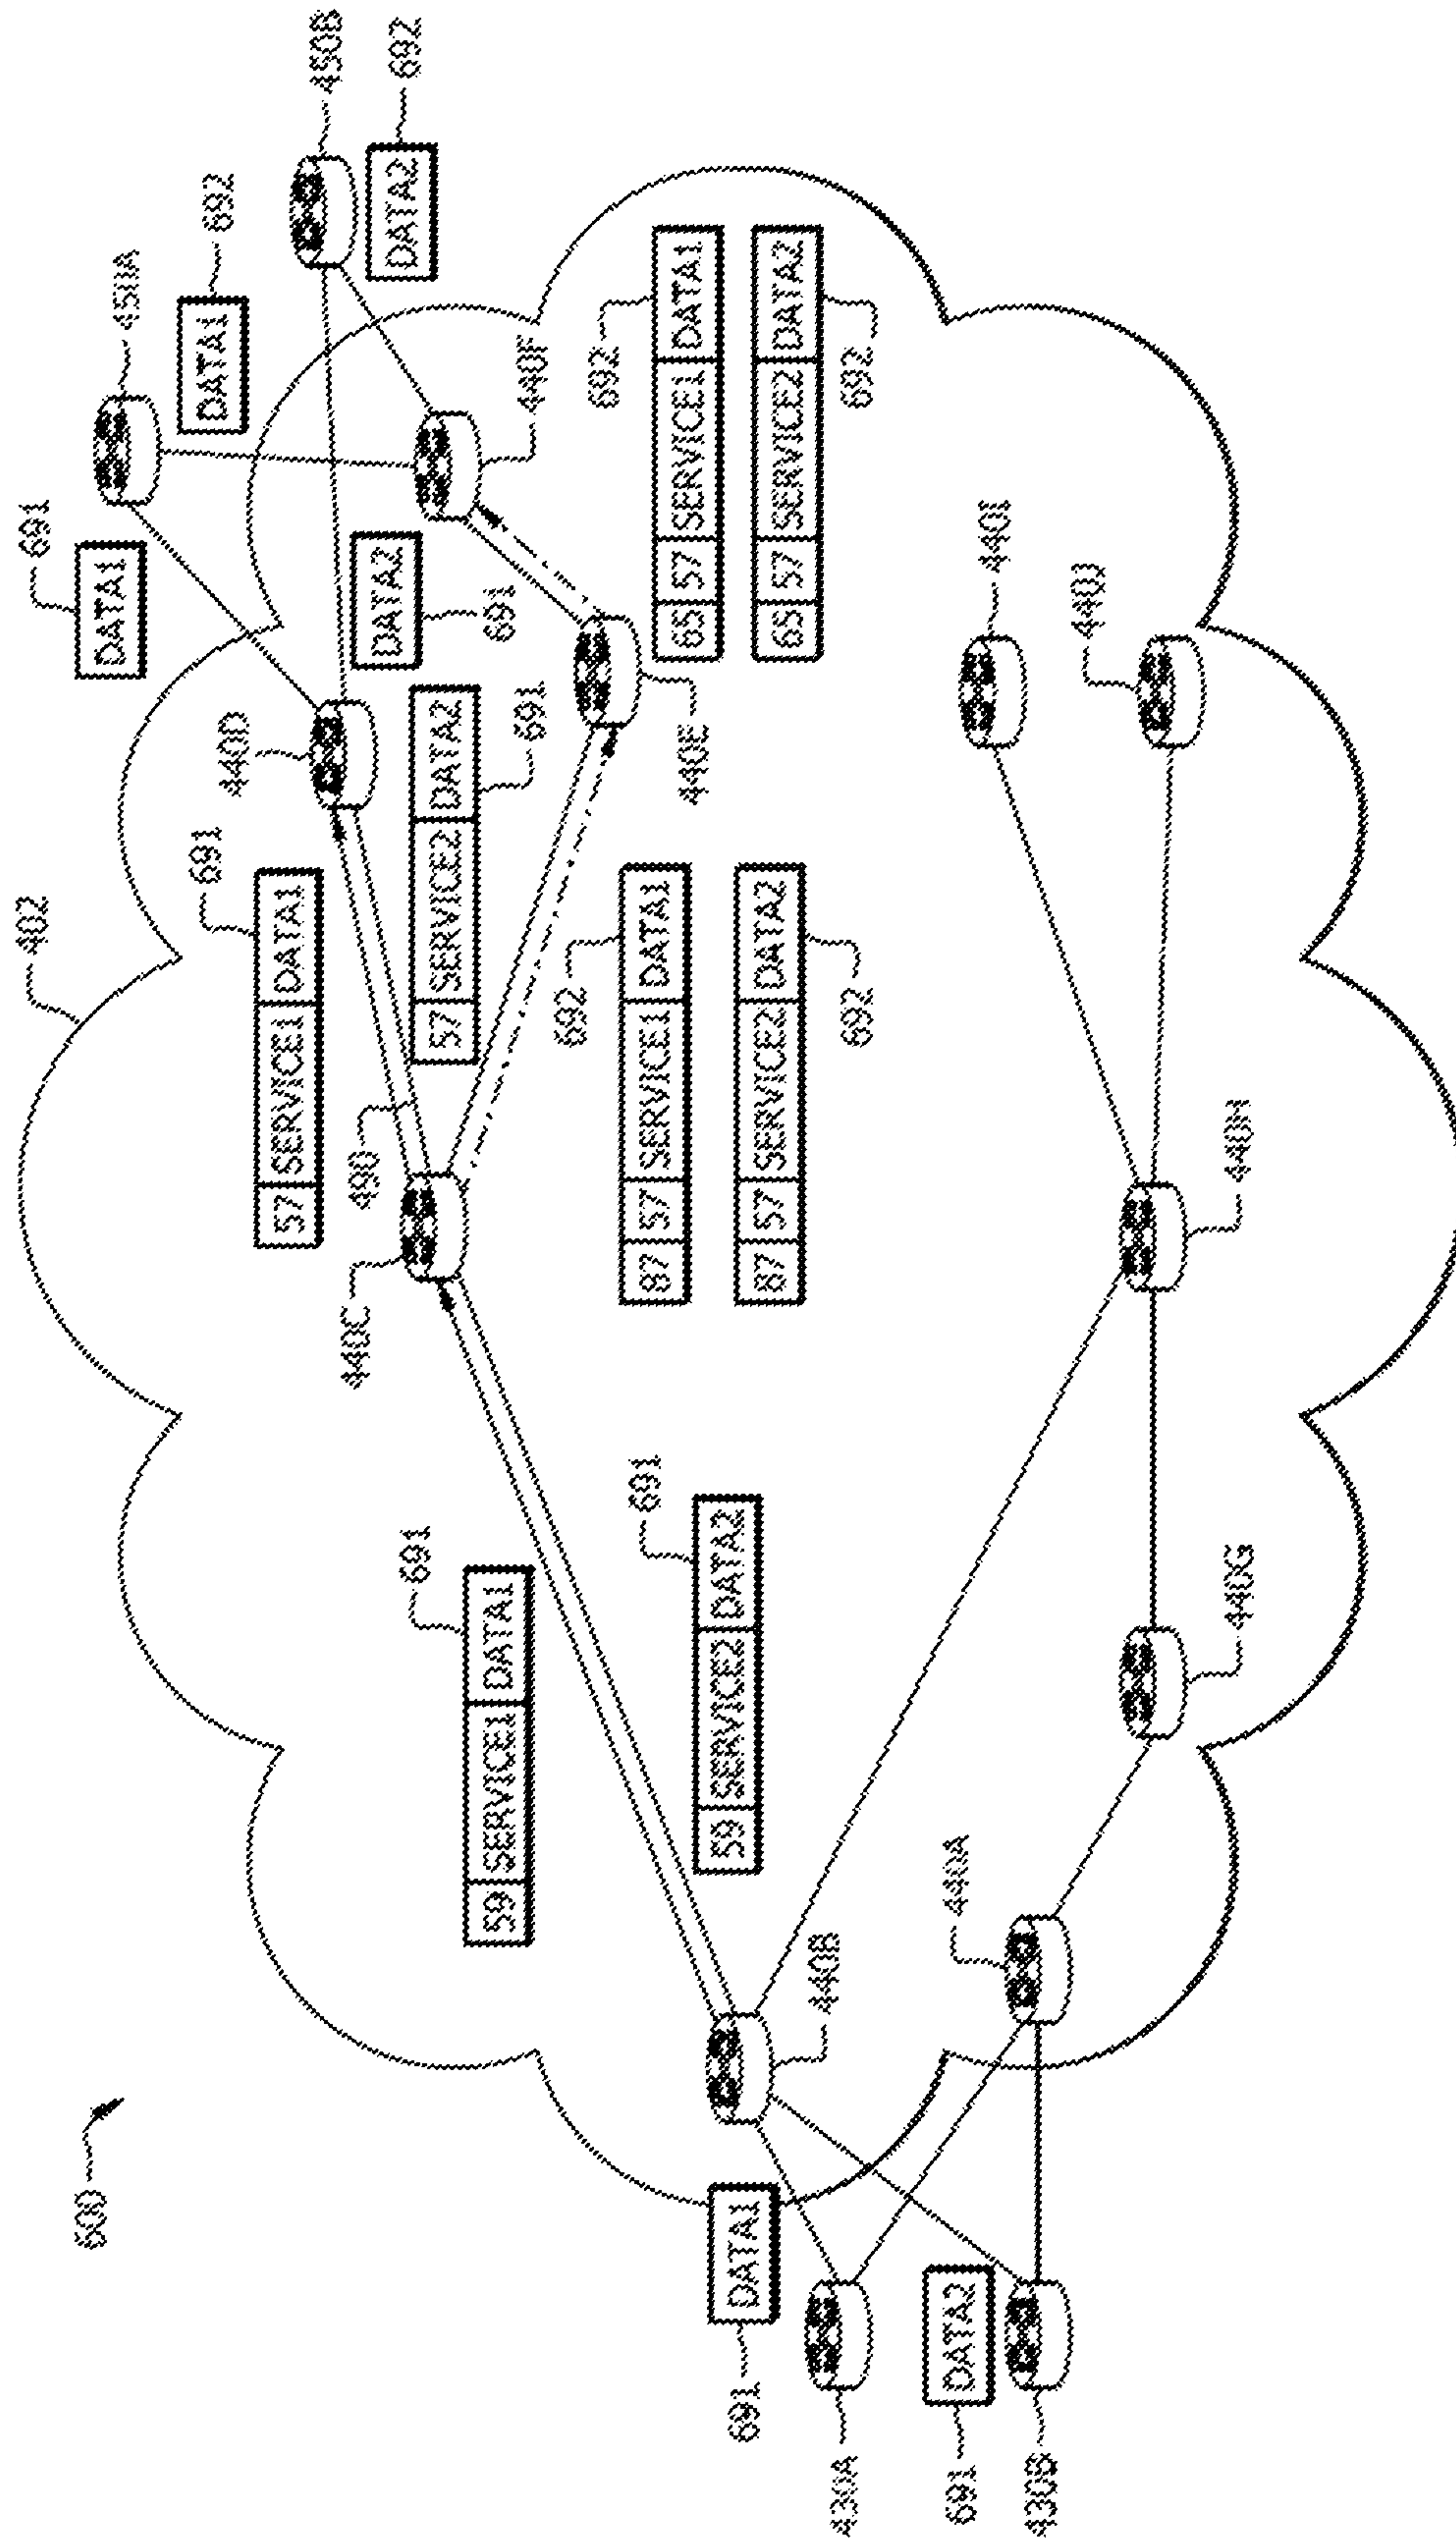 402
691
600
DATA1
450A
691
DATA1
692
440D
57 SERVICE1 DATA1
450B
440C
490
DATA2
691
DATA2
692
691
57 SERVICE2 DATA2
691
59 SERVICE1 DATA1
440F
692
692
691
87 57 SERVICE1 DATA1
65 57 SERVICE1 DATA1
440E
59 SERVICE2 DATA2
691
DATA1
87 57 SERVICE2 DATA2
65 57 SERVICE2 DATA2
440B
430A
692
692
691
DATA2
440A
440I
430B
440J
440G
440H